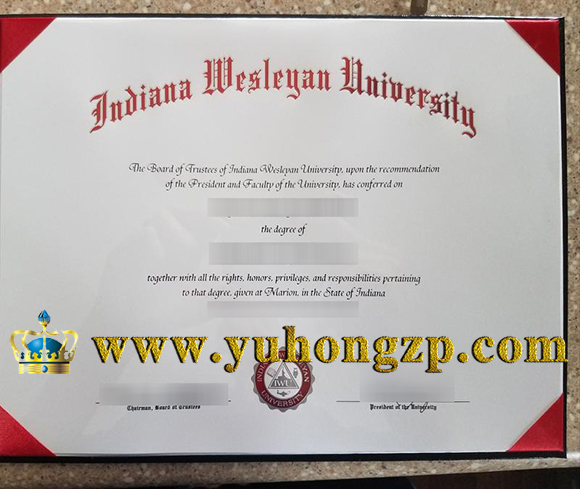 Indiana Wesleyan University
The Board of Trustees of Indiana Wesleyan University, upon the recommendation
of the President and Faculty of the University, has conferred on
the degree of
together with all the rights, honors, privileges, and responsibilities pertaining
to that degree, given at Marion, in the State of Indiana
www.yuhongzp.com
IWU
UNIVERSITY
Chairman, Board of Trustees
President of the University